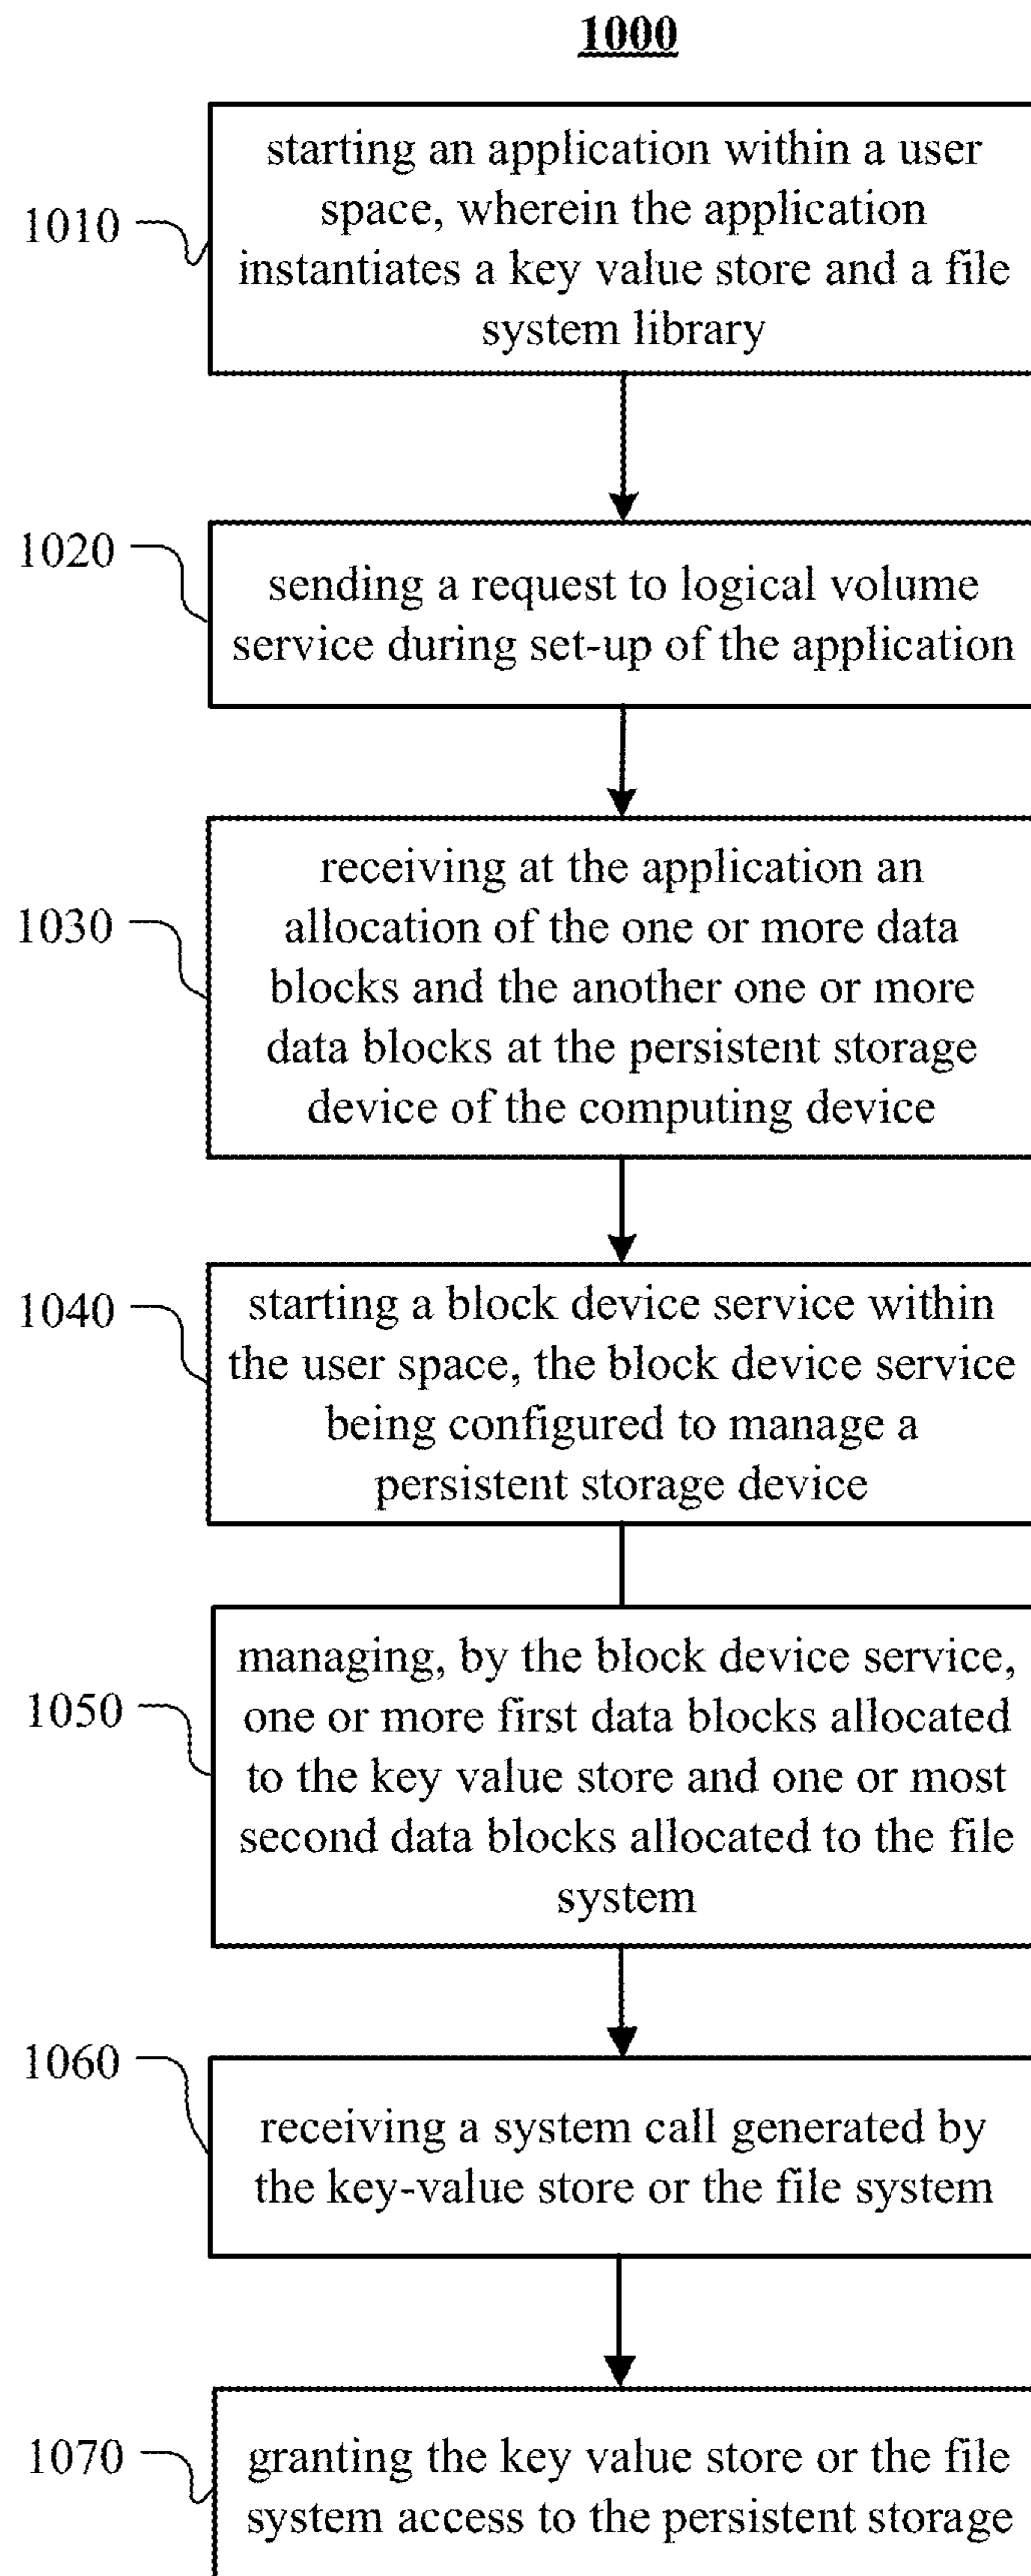 1000
1010
starting an application within a user
space, wherein the application
instantiates a key value store and a file
system library
1020
sending a request to logical volume
service during set-up of the application
1030
receiving at the application an
allocation of the one or more data
blocks and the another one or more
data blocks at the persistent storage
device of the computing device
1040
starting a block device service within
the user space, the block device service
being configured to manage a
persistent storage device
1050
managing, by the block device service,
one or more first data blocks allocated
to the key value store and one or most
second data blocks allocated to the file
system
1060
receiving a system call generated by
the key-value store or the file system
1070
granting the key value store or the file
system access to the persistent storage